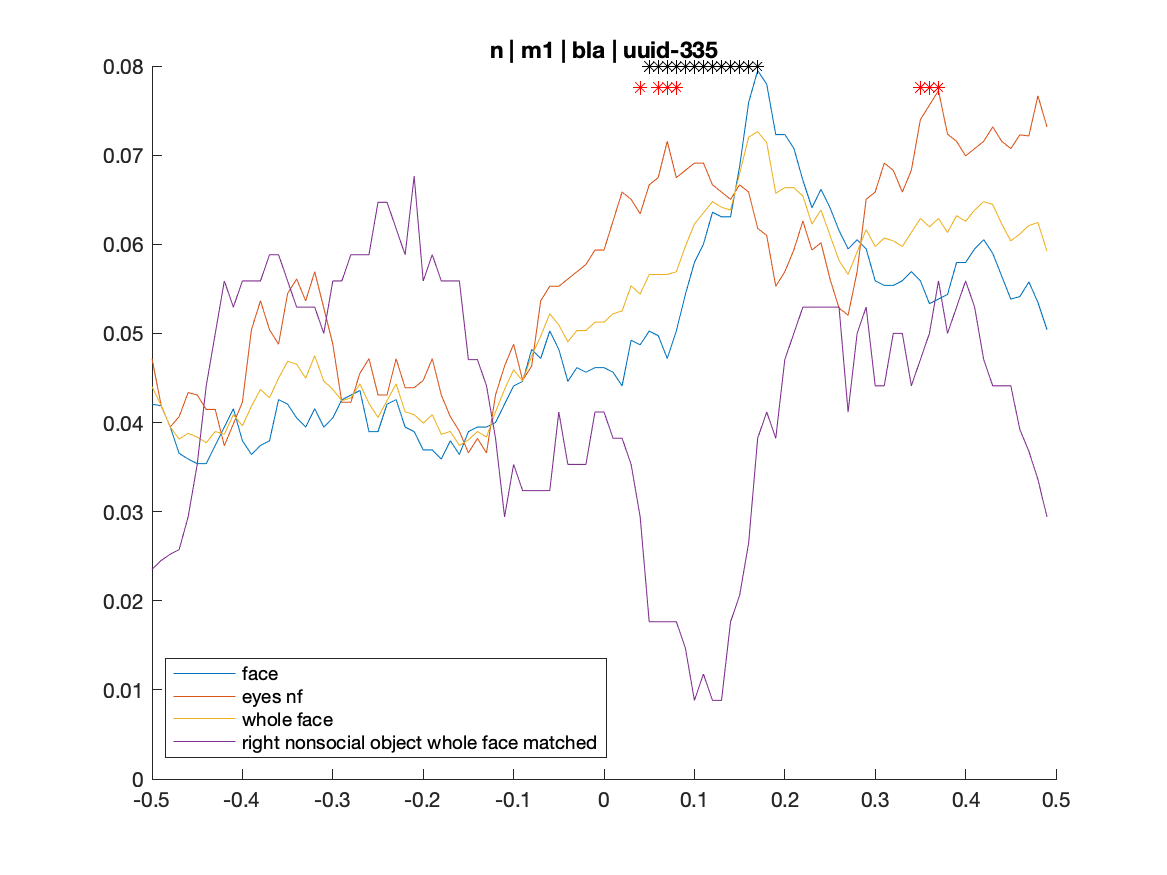 n | m1 | bla | uuid-335
0.08
0.07
0.06
0.05
0.04
0.03
0.02
0.01
0
face
eyes nf
whole face
right nonsocial object whole face matched
-0.5 -0.4 -0.3 -0.2 -0.1 0 0.1 0.2 0.3 0.4 0.5